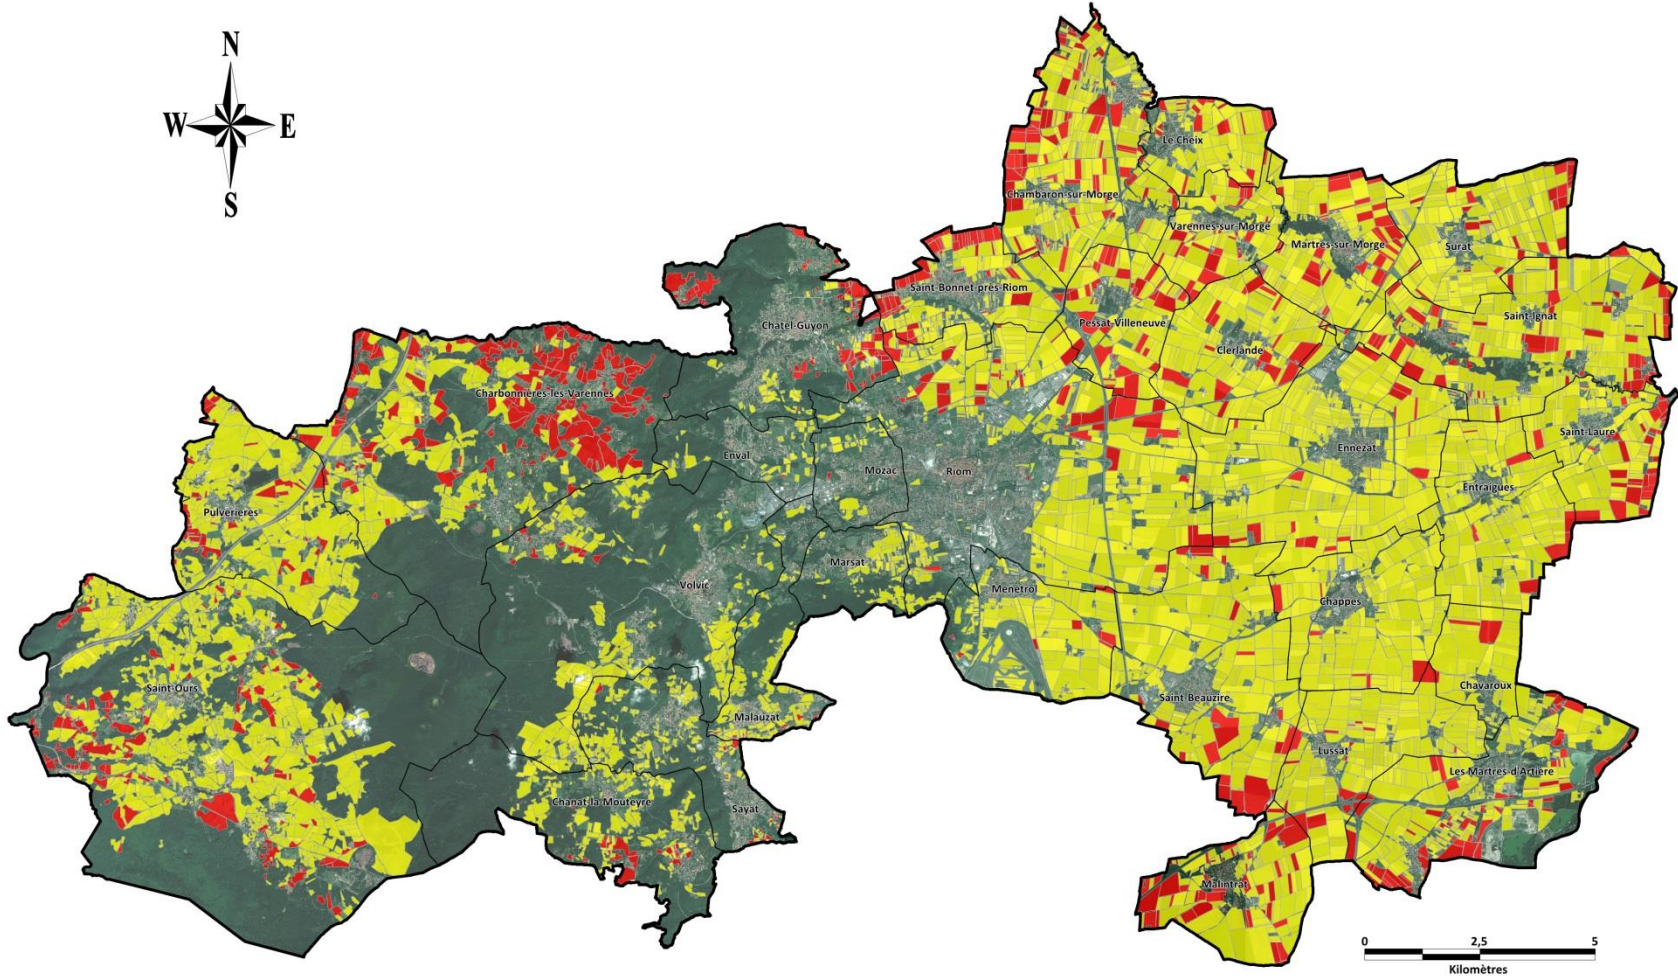 N
W E
S
Le Cheix
Chambaron-sur-Morge
Varennes-sur-Morge
Martres-sur-Morge
Surat
Saint-Bonnet-près-Riom
Saint-Ignat
Chatel-Guyon
Pessat-Villeneuve
Clerlande
Charbonnières-les-Varennes
Saint-Laure
Ennezat
Enval
Mozac
Riom
Entraigues
Pulvérières
Marsat
Volvic
Menetrol
Chappes
Saint-Ours
Chavaroux
Saint-Beauzire
Malauzat
Lussat
Les Martres-d'Artière
Chanat-la-Mouteyre
Sayat
Malintrat
0 2,5 5
Kilomètres